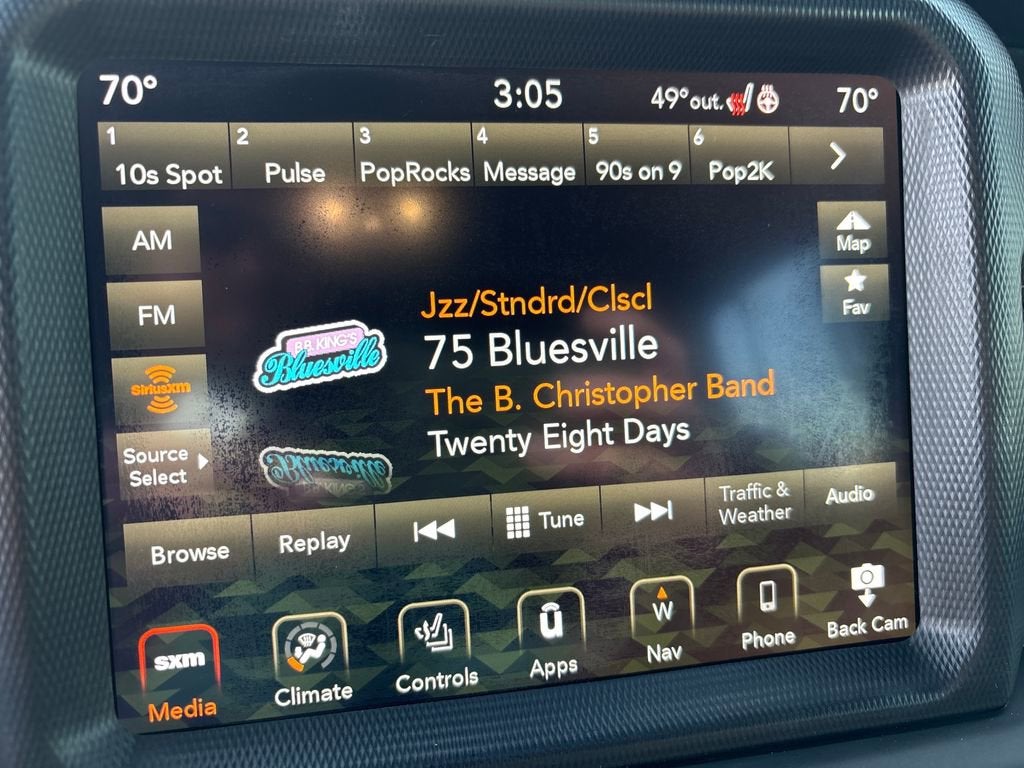 70° 3:05 49° out. 70°
1 10s Spot
2 Pulse
3 PopRocks
4 Message
5 90s on 9
6 Pop2K
AM
FM
SiriusXM
Source
Select
B.B. KING'S
Bluesville
Jzz/Stndrd/Clscl
75 Bluesville
The B. Christopher Band
Twenty Eight Days
Map
Fav
Browse
Replay
Tune
Traffic &
Weather
Audio
sxm
Media
Climate
Controls
u
Apps
W
Nav
Phone
Back Cam